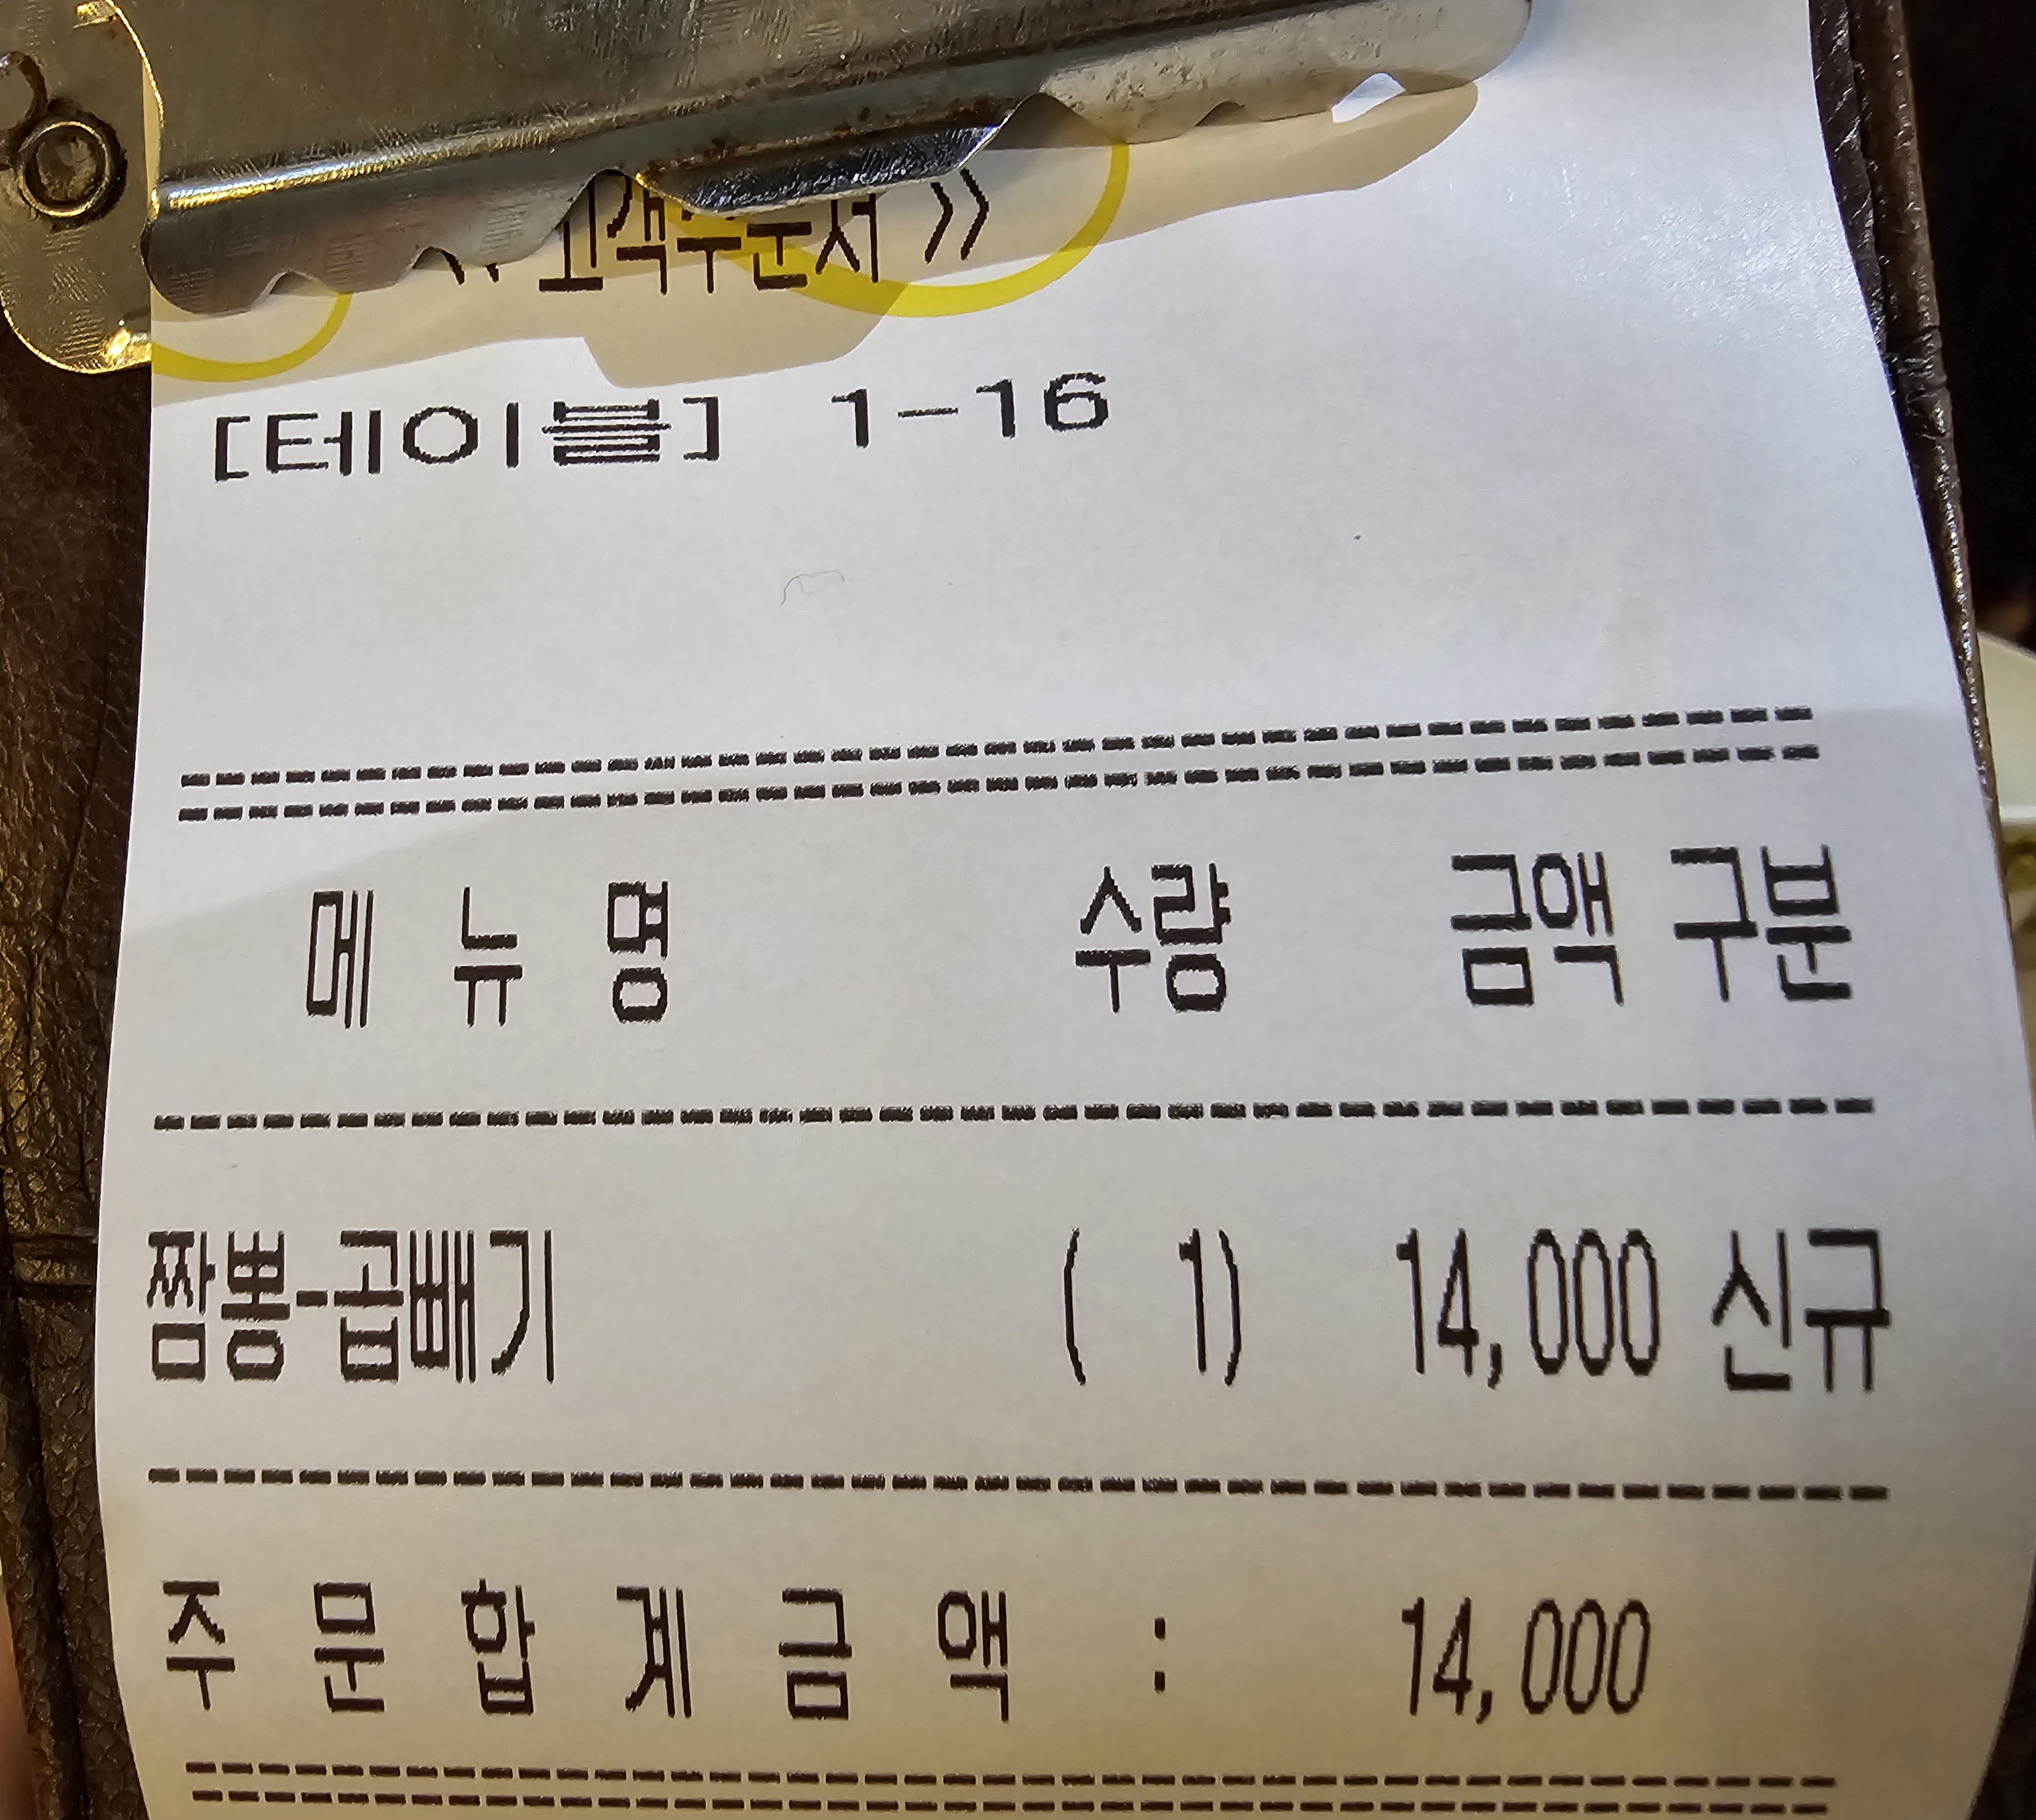 고객주문서 >>
[테이블] 1-16
메 뉴 명 수량 금액 구분
짬뽕-곱빼기 ( 1) 14,000 신규
주 문 합 계 금 액 : 14,000